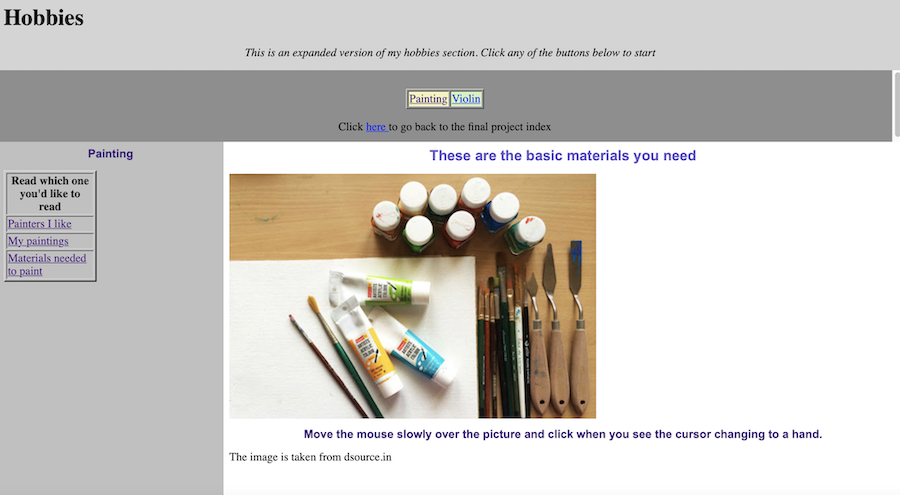 Hobbies
This is an expanded version of my hobbies section. Click any of the buttons below to start
Painting Violin
Click here to go back to the final project index
Painting
Read which one
you'd like to
read
Painters I like
My paintings
Materials needed
to paint
These are the basic materials you need
Move the mouse slowly over the picture and click when you see the cursor changing to a hand.
The image is taken from dsource.in